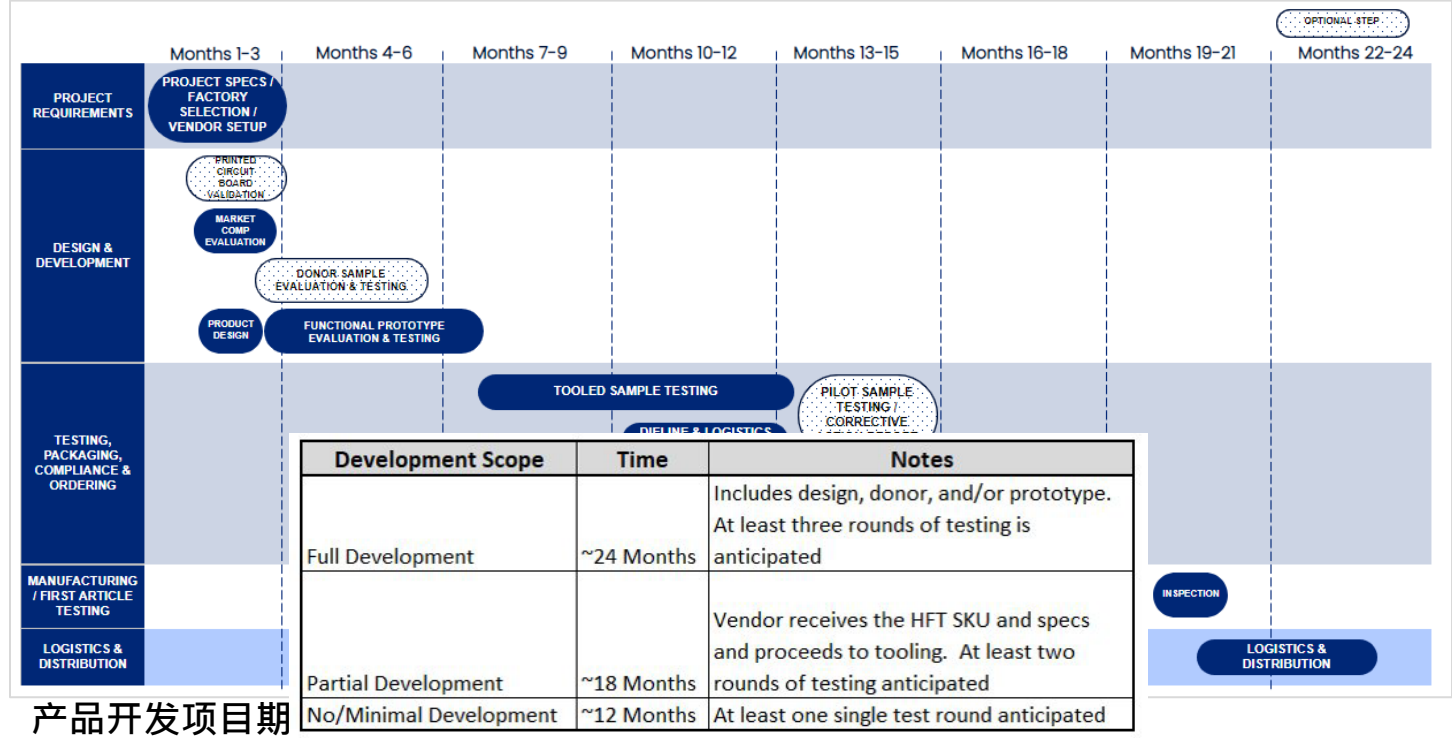 OPTIONAL STEP
Months 1-3
Months 4-6
Months 7-9
Months 10-12
Months 13-15
Months 16-18
Months 19-21
Months 22-24
PROJECT
REQUIREMENTS
PROJECT SPECS /
FACTORY
SELECTION /
VENDOR SETUP
DESIGN &
DEVELOPMENT
PRINTED
CIRCUIT
BOARD
VALIDATION
MARKET
COMP
EVALUATION
DONOR SAMPLE
EVALUATION & TESTING
PRODUCT
DESIGN
FUNCTIONAL PROTOTYPE
EVALUATION & TESTING
TESTING,
PACKAGING,
COMPLIANCE &
ORDERING
TOOLED SAMPLE TESTING
PILOT SAMPLE
TESTING /
CORRECTIVE
DIELINE & LOGISTICS
MANUFACTURING
/ FIRST ARTICLE
TESTING
INSPECTION
LOGISTICS &
DISTRIBUTION
LOGISTICS &
DISTRIBUTION
Development Scope
Time
Notes
Full Development
~24 Months
Includes design, donor, and/or prototype.
At least three rounds of testing is
anticipated
Partial Development
~18 Months
Vendor receives the HFT SKU and specs
and proceeds to tooling. At least two
rounds of testing anticipated
No/Minimal Development
~12 Months
At least one single test round anticipated
产品开发项目期